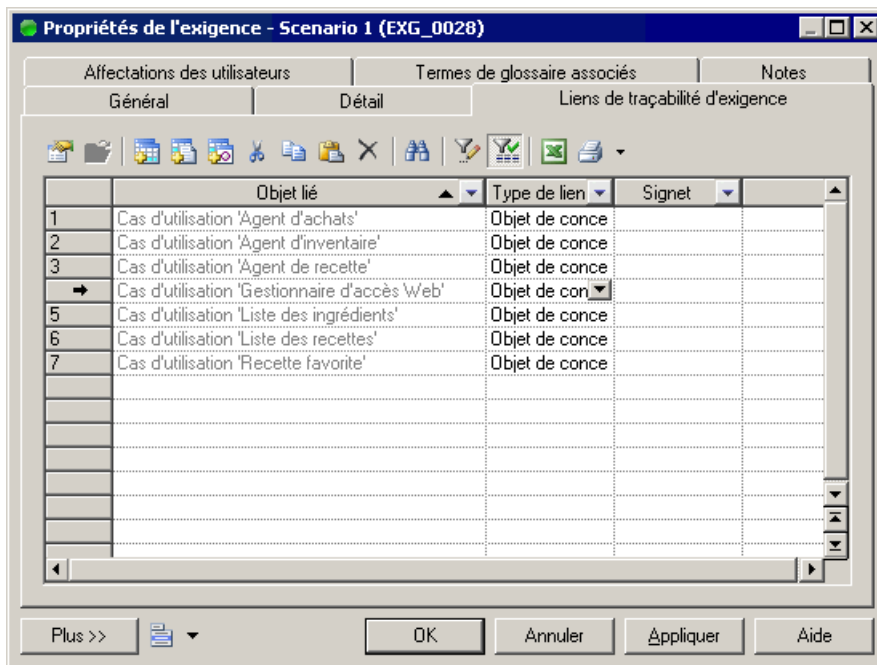 Propriétés de l'exigence - Scenario 1 (EXG_0028)
Affectations des utilisateurs Termes de glossaire associés Notes
Général Détail Liens de traçabilité d'exigence
Objet lié Type de lien Signet
1 Cas d'utilisation 'Agent d'achats' Objet de conce
2 Cas d'utilisation 'Agent d'inventaire' Objet de conce
3 Cas d'utilisation 'Agent de recette' Objet de conce
Cas d'utilisation 'Gestionnaire d'accès Web' Objet de con
5 Cas d'utilisation 'Liste des ingrédients' Objet de conce
6 Cas d'utilisation 'Liste des recettes' Objet de conce
7 Cas d'utilisation 'Recette favorite' Objet de conce
Plus >> OK Annuler Appliquer Aide